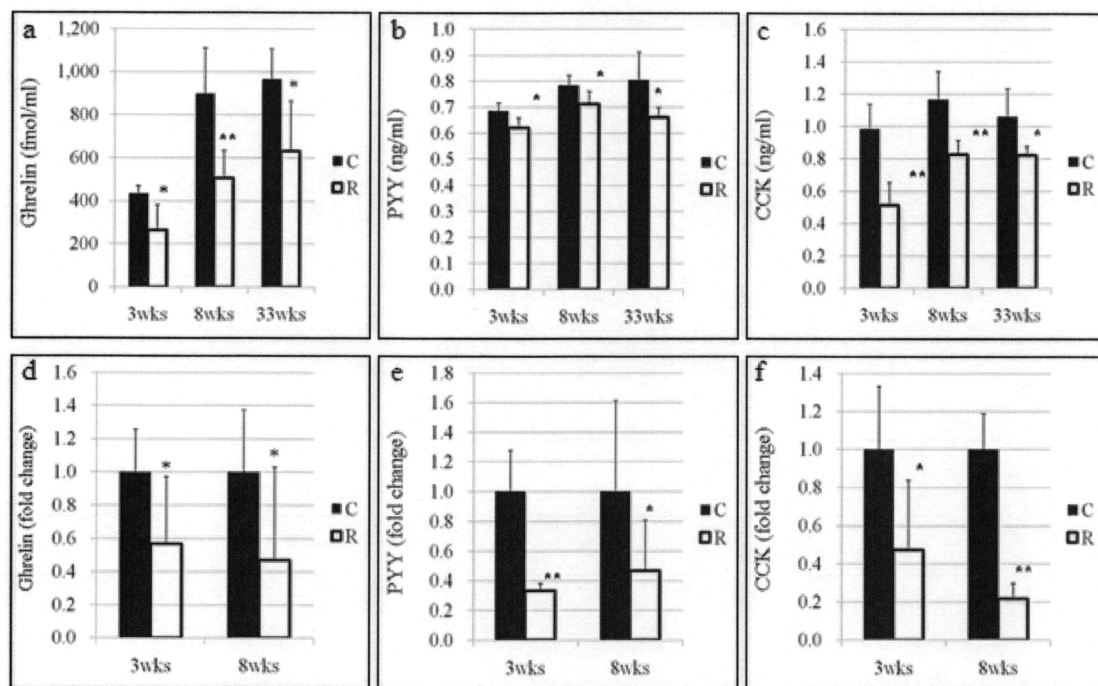 a
Ghrelin (fmol/ml)
1,200
1,000
800
600
400
200
0
*
**
*
3wks
8wks
33wks
C
R
b
PYY (ng/ml)
1.0
0.9
0.8
0.7
0.6
0.5
0.4
0.3
0.2
0.1
0.0
*
*
*
3wks
8wks
33wks
C
R
c
CCK (ng/ml)
1.6
1.4
1.2
1.0
0.8
0.6
0.4
0.2
0.0
**
**
*
3wks
8wks
33wks
C
R
d
Ghrelin (fold change)
1.6
1.4
1.2
1.0
0.8
0.6
0.4
0.2
0.0
*
*
3wks
8wks
C
R
e
PYY (fold change)
1.8
1.6
1.4
1.2
1.0
0.8
0.6
0.4
0.2
0.0
**
*
3wks
8wks
C
R
f
CCK (fold change)
1.4
1.2
1.0
0.8
0.6
0.4
0.2
0.0
*
**
3wks
8wks
C
R